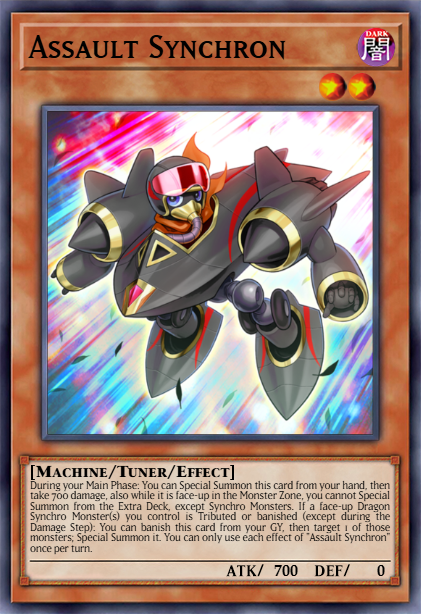 Assault Synchron
DARK
闇
[Machine/Tuner/Effect]
During your Main Phase: You can Special Summon this card from your hand, then
take 700 damage, also while it is face-up in the Monster Zone, you cannot Special
Summon from the Extra Deck, except Synchro Monsters. If a face-up Dragon
Synchro Monster(s) you control is Tributed or banished (except during the
Damage Step): You can banish this card from your GY, then target 1 of those
monsters; Special Summon it. You can only use each effect of "Assault Synchron"
once per turn.
ATK/ 700 DEF/ 0